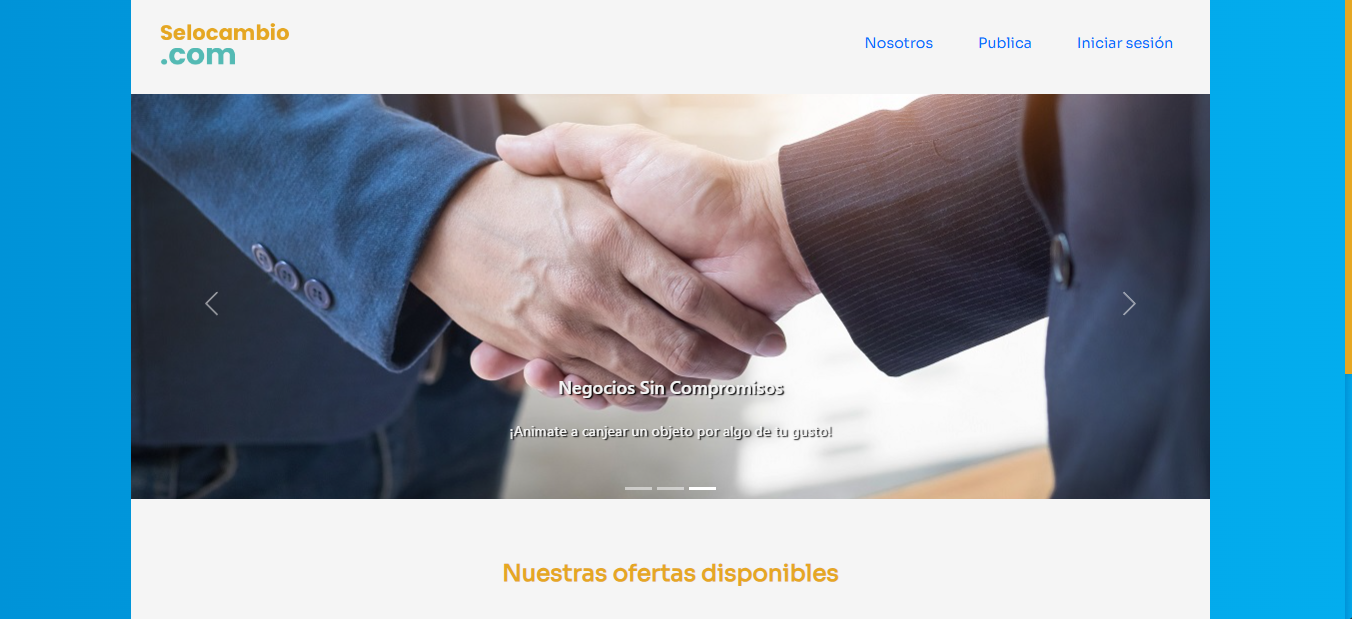 Selocambio
.com
Nosotros
Publica
Iniciar sesión
Negocios Sin Compromisos
¡Animate a canjear un objeto por algo de tu gusto!
Nuestras ofertas disponibles